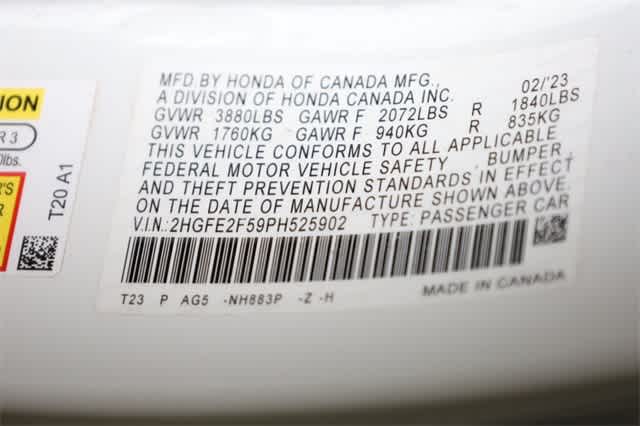 ION
R 3
0lbs.
R'S
T20 A1
MFD.BY HONDA OF CANADA MFG., 02/'23
A DIVISION OF HONDA CANADA INC.
GVWR 3880LBS GAWR F 2072LBS R 1840LBS
GVWR 1760KG GAWR F 940KG R 835KG
THIS VEHICLE CONFORMS TO ALL APPLICABLE
FEDERAL MOTOR VEHICLE SAFETY , BUMPER,
AND THEFT PREVENTION STANDARDS IN EFFECT
ON THE DATE OF MANUFACTURE SHOWN ABOVE.
V.I.N.:2HGFE2F59PH525902 TYPE: PASSENGER CAR
T23 P AG5 -NH883P -Z -H MADE IN CANADA